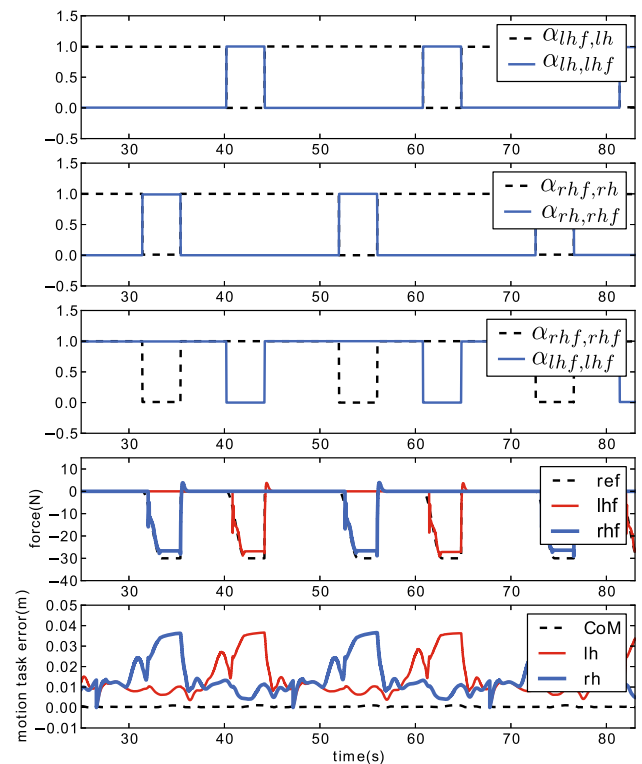 1.5
1.0
0.5
0.0
−0.5
30 40 50 60 70 80
α_{lhf,lh}
α_{lh,lhf}
1.5
1.0
0.5
0.0
−0.5
30 40 50 60 70 80
α_{rhf,rh}
α_{rh,rhf}
1.5
1.0
0.5
0.0
−0.5
30 40 50 60 70 80
α_{rhf,rhf}
α_{lhf,lhf}
force(N)
10
0
−10
−20
−30
−40
30 40 50 60 70 80
ref
lhf
rhf
motion task error(m)
0.05
0.04
0.03
0.02
0.01
0.00
−0.01
30 40 50 60 70 80
CoM
lh
rh
time(s)